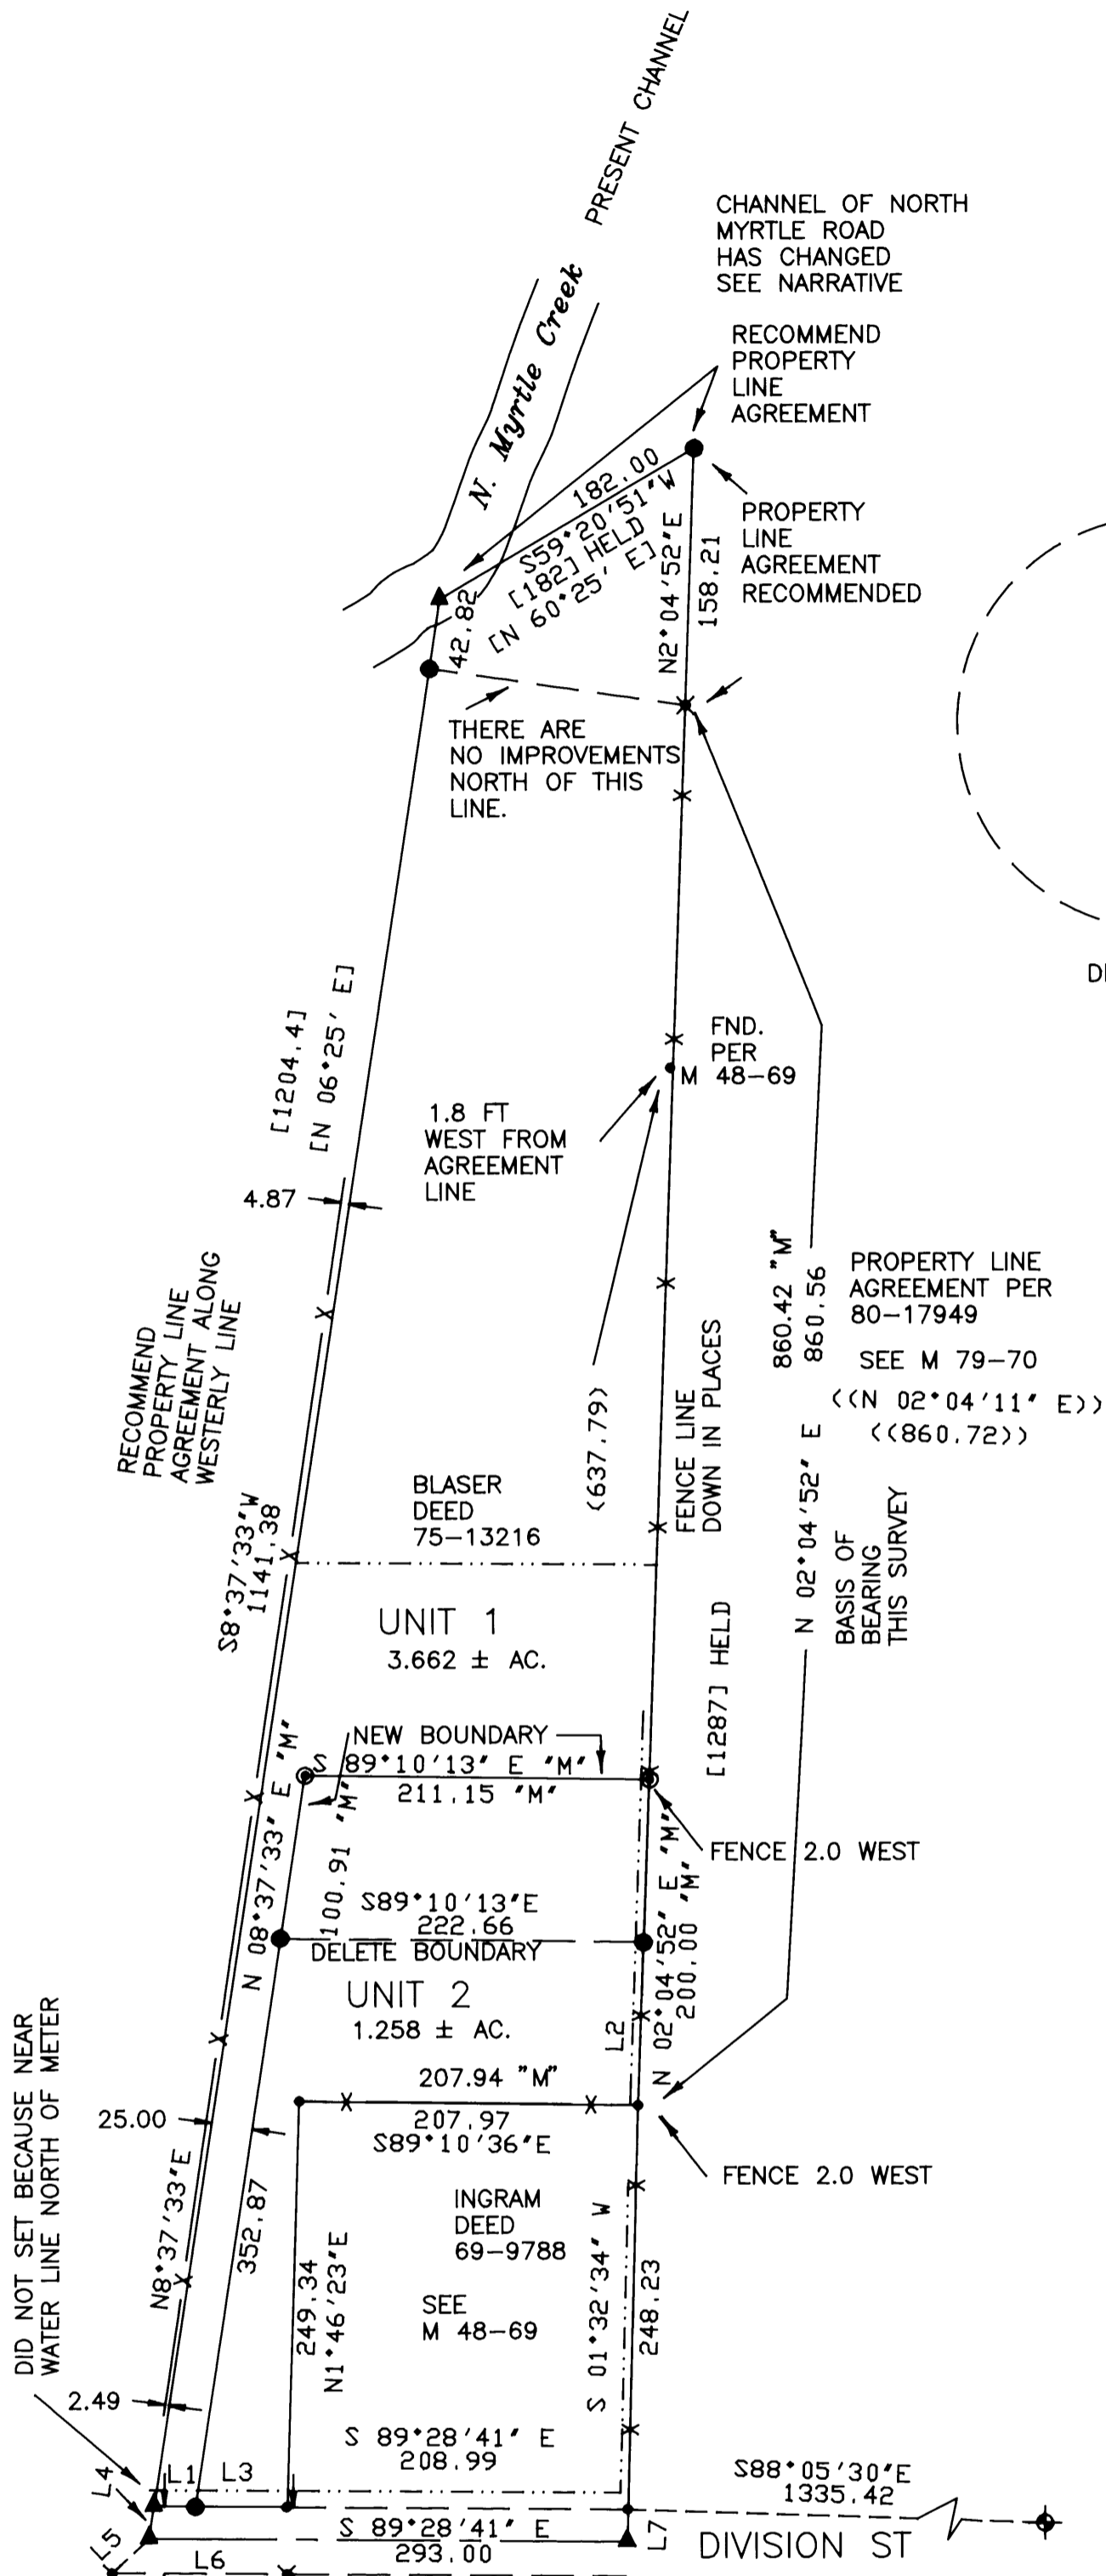 PRESENT CHANNEL
N. Myrtle Creek
CHANNEL OF NORTH
MYRTLE ROAD
HAS CHANGED
SEE NARRATIVE
RECOMMEND
PROPERTY
LINE
AGREEMENT
182.00
S59°20'51"W
[182] HELD
[N 60°25' E]
PROPERTY
LINE
AGREEMENT
RECOMMENDED
N2°04'52"E
158.21
42.82
THERE ARE
NO IMPROVEMENTS
NORTH OF THIS
LINE.
[1204.4]
[N 06°25' E]
FND.
PER
M 48-69
1.8 FT
WEST FROM
AGREEMENT
LINE
4.87
RECOMMEND
PROPERTY LINE
AGREEMENT ALONG
WESTERLY LINE
(637.79)
FENCE LINE
DOWN IN PLACES
860.42 "M"
860.56
N 02°04'52" E
BASIS OF
BEARING
THIS SURVEY
PROPERTY LINE
AGREEMENT PER
80-17949
SEE M 79-70
((N 02°04'11" E))
((860.72))
S8°37'33"W
1141.38
BLASER
DEED
75-13216
UNIT 1
3.662 ± AC.
[1287] HELD
NEW BOUNDARY
S 89°10'13" E "M"
211.15 "M"
N 08°37'33" E "M"
100.91 "M"
FENCE 2.0 WEST
S89°10'13"E
222.66
DELETE BOUNDARY
N 02°04'52" E "M"
200.00 "M"
UNIT 2
1.258 ± AC.
L2
207.94 "M"
207.97
S89°10'36"E
FENCE 2.0 WEST
25.00
DID NOT SET BECAUSE NEAR
WATER LINE NORTH OF METER
N8°37'33"E
352.87
INGRAM
DEED
69-9788
SEE
M 48-69
249.34
N1°46'23"E
S 01°32'34" W
248.23
2.49
S 89°28'41" E
208.99
L4
L1
L3
S88°05'30"E
1335.42
L5
S 89°28'41" E
293.00
L7
DIVISION ST
L6